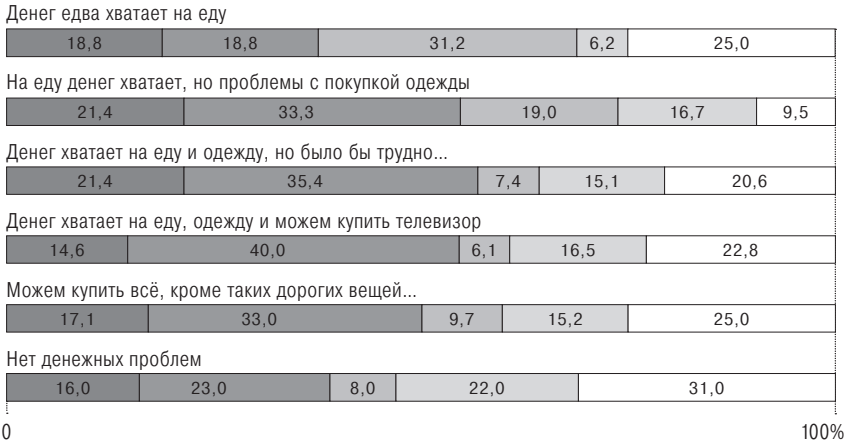 Денег едва хватает на еду
18,8 18,8 31,2 6,2 25,0
На еду денег хватает, но проблемы с покупкой одежды
21,4 33,3 19,0 16,7 9,5
Денег хватает на еду и одежду, но было бы трудно...
21,4 35,4 7,4 15,1 20,6
Денег хватает на еду, одежду и можем купить телевизор
14,6 40,0 6,1 16,5 22,8
Можем купить всё, кроме таких дорогих вещей...
17,1 33,0 9,7 15,2 25,0
Нет денежных проблем
16,0 23,0 8,0 22,0 31,0
0 100%